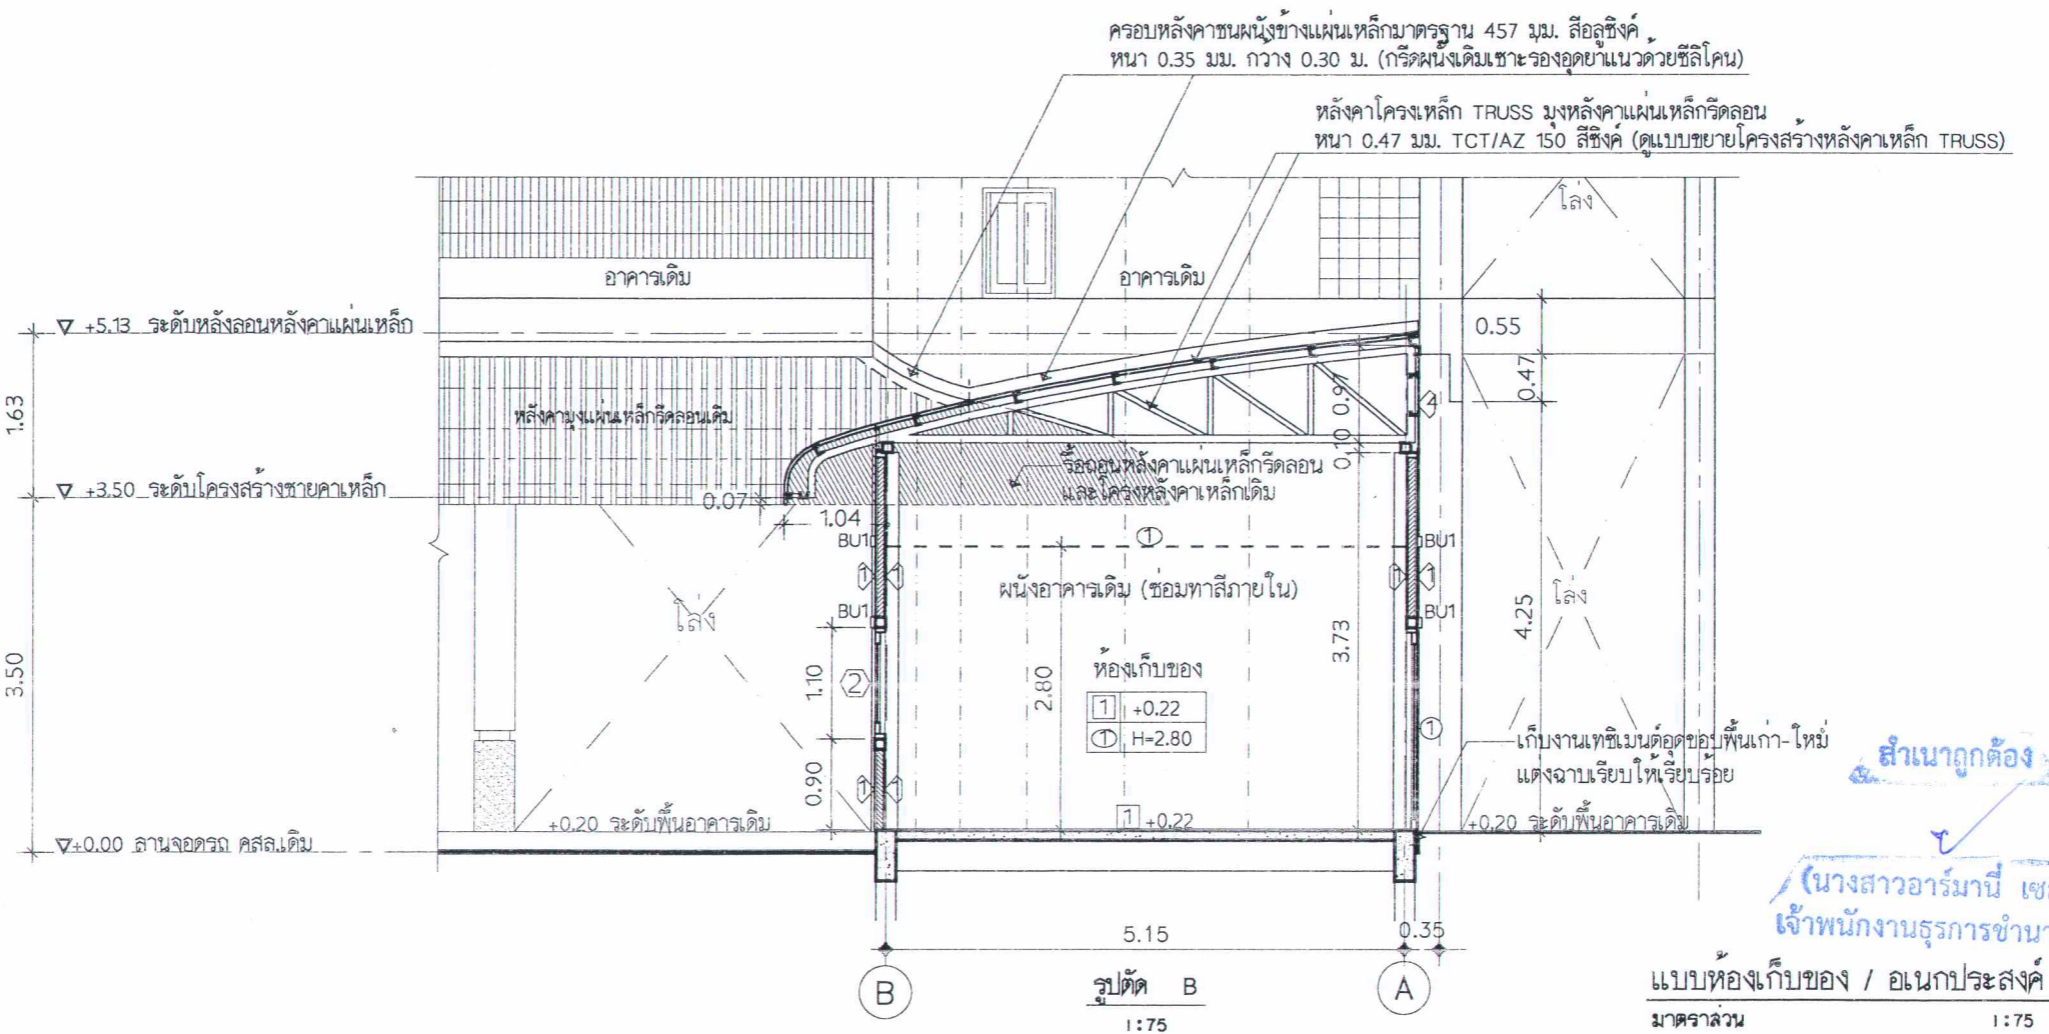 ครอบหลังคาชนผนังข้างแผ่นเหล็กมาตรฐาน 457 มม. สีอลูซิงค์
หนา 0.35 มม. กว้าง 0.30 ม. (กรีดผนังเดิมเซาะร่องอุดยาแนวด้วยซิลิโคน)
หลังคาโครงเหล็ก TRUSS มุงหลังคาแผ่นเหล็กรีดลอน
หนา 0.47 มม. TCT/AZ 150 สีซิงค์ (ดูแบบขยายโครงสร้างหลังคาเหล็ก TRUSS)
โล่ง
อาคารเดิม
อาคารเดิม
+5.13 ระดับหลังลอนหลังคาแผ่นเหล็ก
0.55
0.47
1.63
หลังคามุงแผ่นเหล็กรีดลอนเดิม
0.97
4
0.10
รื้อถอนหลังคาแผ่นเหล็กรีดลอน
และโครงหลังคาเหล็กเดิม
+3.50 ระดับโครงสร้างชายคาเหล็ก
0.07
1.04
BU1
1
BU1
1 1
ผนังอาคารเดิม (ซ่อมทาสีภายใน)
1 1
โล่ง
BU1
BU1
โล่ง
4.25
3.73
3.50
1.10
2
2.80
ห้องเก็บของ
1 +0.22
1 H=2.80
1
เก็บงานเทซิเมนต์อุดขอบพื้นเก่า-ใหม่
แต่งฉาบเรียบให้เรียบร้อย
สำเนาถูกต้อง
0.90
1 1
+0.20 ระดับพื้นอาคารเดิม
1 +0.22
+0.20 ระดับพื้นอาคารเดิม
+0.00 ลานจอดรถ คสล.เดิม
(นางสาวอาร์มานี่
เจ้าพนักงานธุรการชำนา
5.15
0.35
B
A
รูปตัด B
1:75
แบบห้องเก็บของ / อเนกประสงค์
มาตราส่วน 1:75